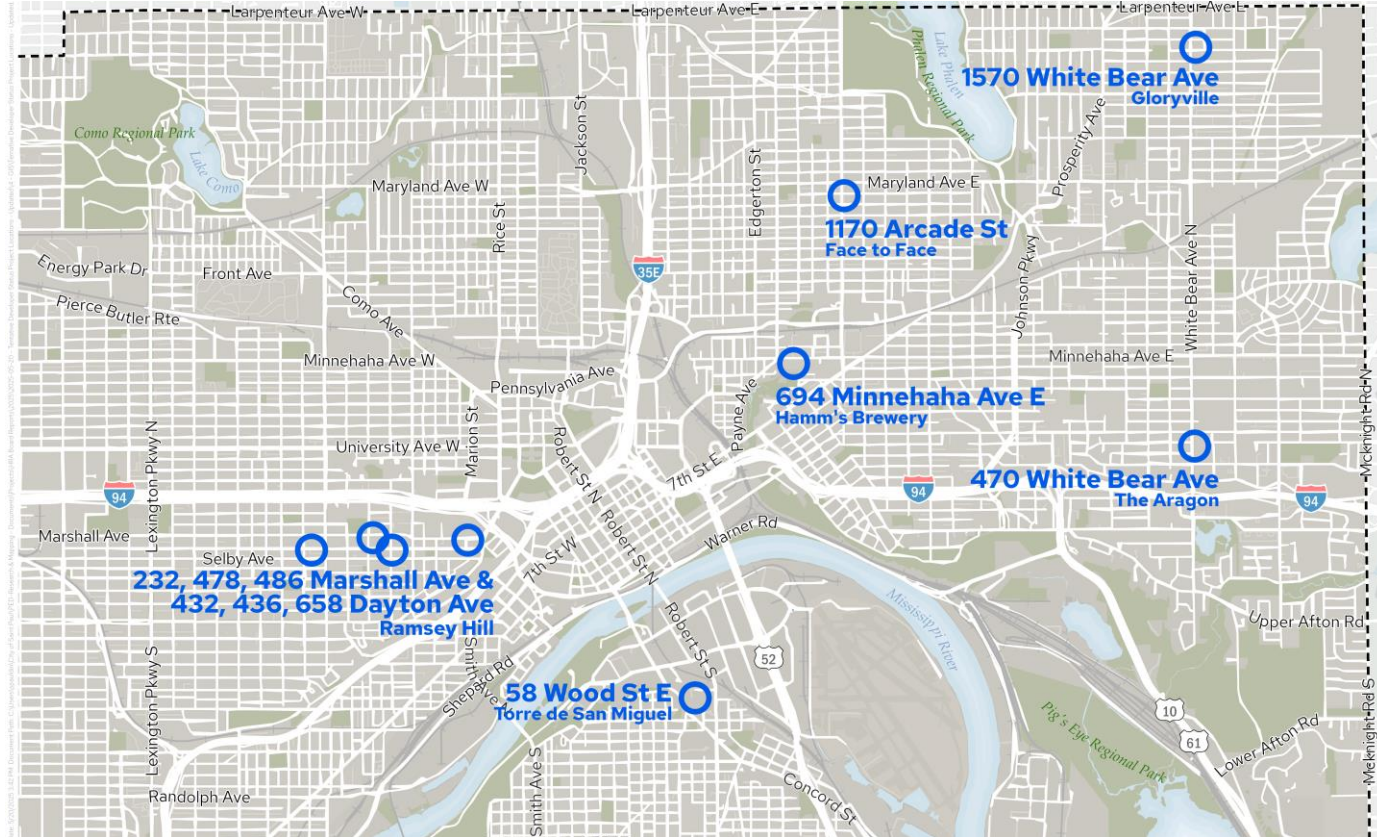 Larpenteur Ave W
Larpenteur Ave E
Larpenteur Ave E
Lake Phalen
Phalen Regional Park
1570 White Bear Ave
Gloryville
Como Regional Park
Lake Como
Jackson St
Prosperity Ave
Edgerton St
Maryland Ave W
Maryland Ave E
Rice St
1170 Arcade St
Face to Face
White Bear Ave N
Johnson Pkwy
Energy Park Dr
Front Ave
35E
Pierce Butler Rte
Como Ave
Minnehaha Ave W
Minnehaha Ave E
Pennsylvania Ave
Payne Ave
694 Minnehaha Ave E
Hamm's Brewery
Mcknight Rd N
Marion St
University Ave W
Lexington Pkwy N
Robert St N
7th St E
470 White Bear Ave
The Aragon
94
94
94
Marshall Ave
Selby Ave
7th St W
Robert St N
Warner Rd
232, 478, 486 Marshall Ave &
432, 436, 658 Dayton Ave
Ramsey Hill
Mississippi River
Upper Afton Rd
Robert St S
52
Smith Ave N
Shepard Rd
58 Wood St E
Torre de San Miguel
Lexington Pkwy S
Pig's Eye Regional Park
10
61
Lower Afton Rd
Mcknight Rd S
Randolph Ave
Smith Ave S
Concord St